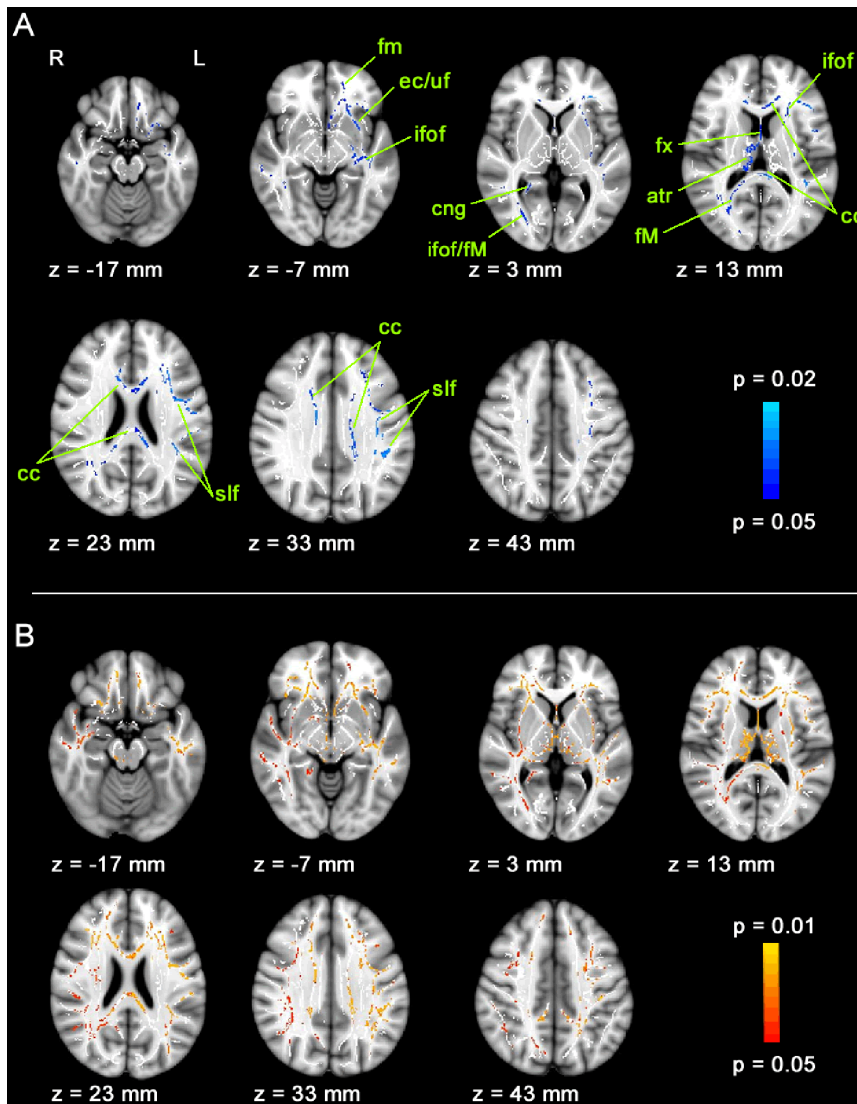 A
R L
fm
ec/uf
ifof
cng
ifof/fM
ifof
fx
atr
fM
cc
z = -17 mm
z = -7 mm
z = 3 mm
z = 13 mm
cc
slf
cc
slf
p = 0.02
p = 0.05
z = 23 mm
z = 33 mm
z = 43 mm
B
z = -17 mm
z = -7 mm
z = 3 mm
z = 13 mm
p = 0.01
p = 0.05
z = 23 mm
z = 33 mm
z = 43 mm